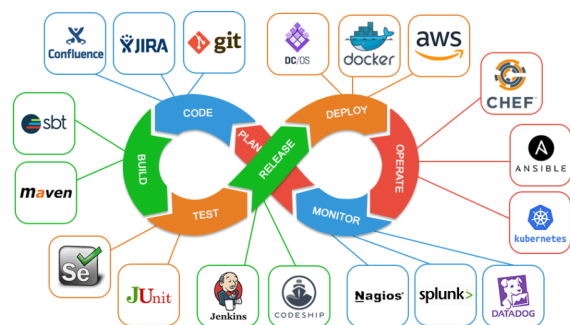 Confluence
JIRA
git
DC/OS
docker
aws
CHEF
sbt
CODE
PLAN
RELEASE
DEPLOY
OPERATE
BUILD
ANSIBLE
maven
TEST
MONITOR
kubernetes
Se
JUnit
Jenkins
CODESHIP
Nagios®
splunk>
DATADOG